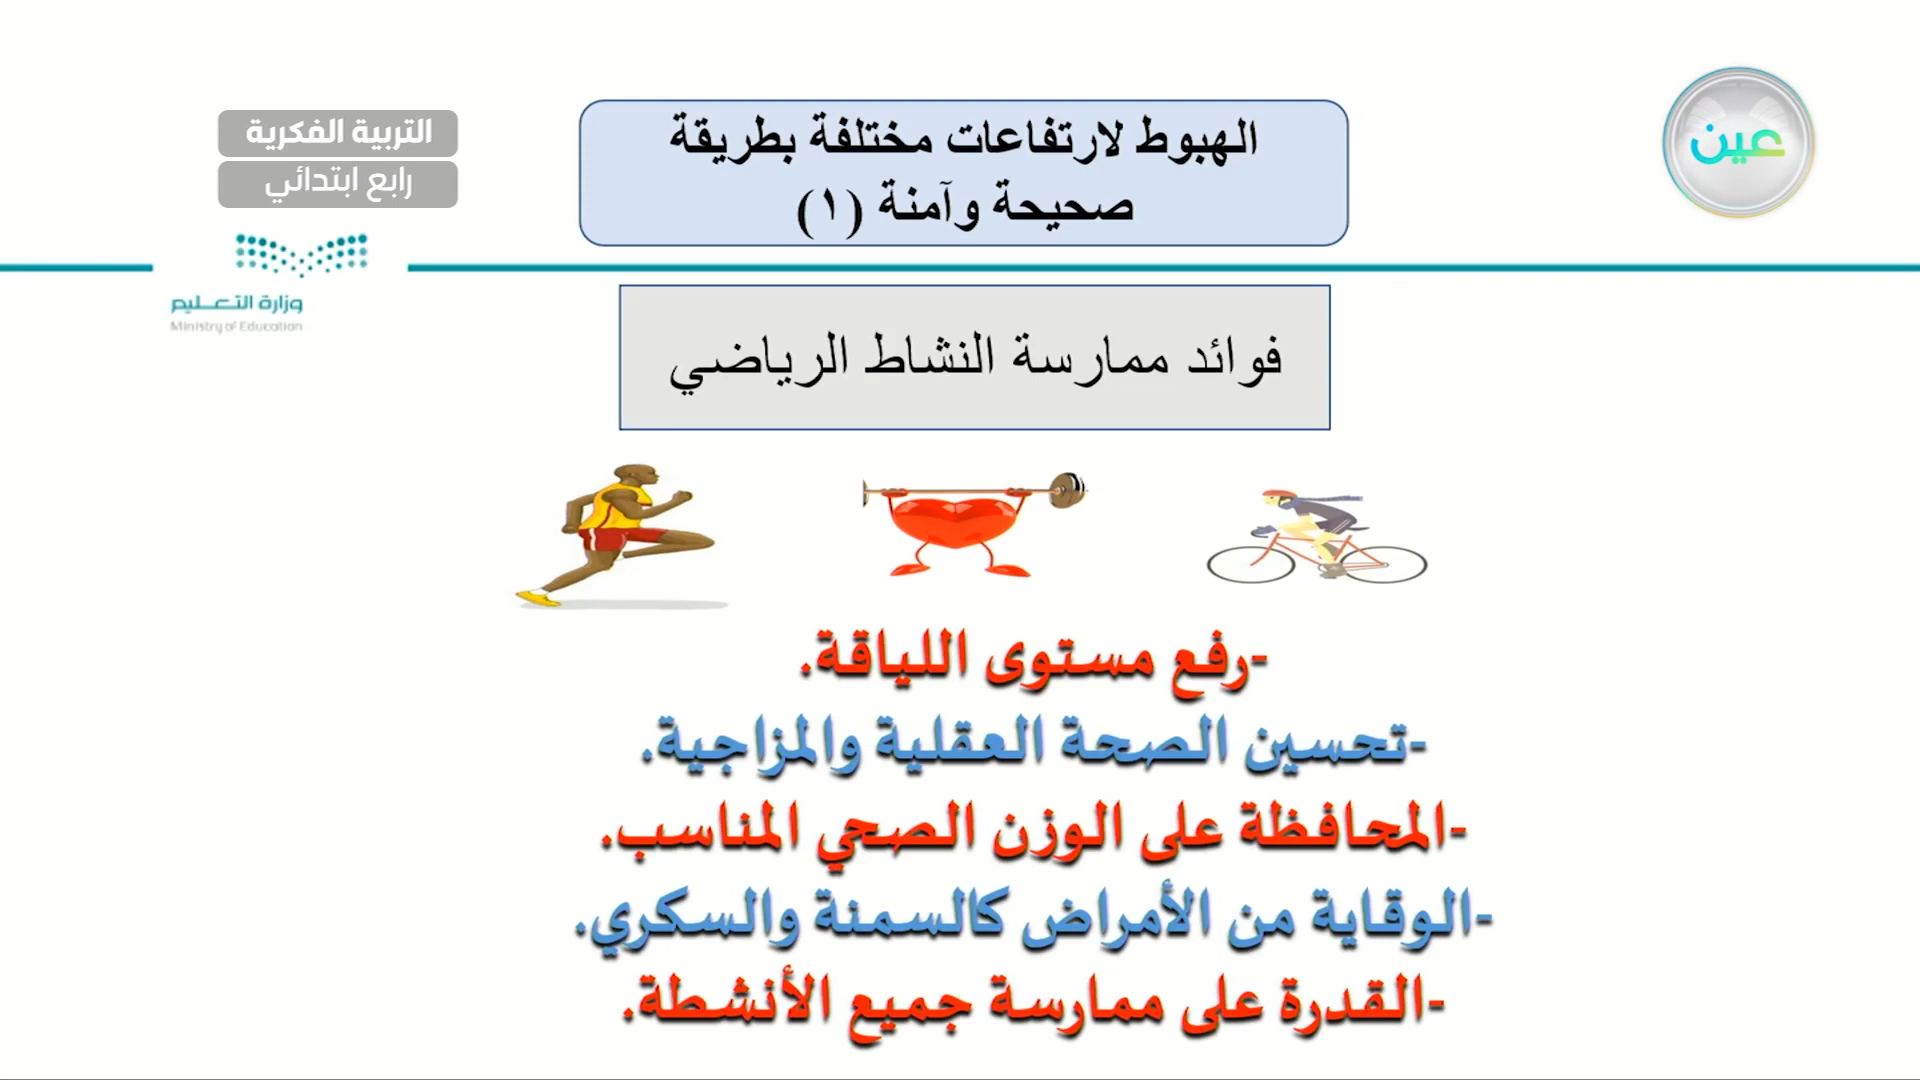 عين
الهبوط لارتفاعات مختلفة بطريقة
صحيحة وآمنة (١)
التربية الفكرية
رابع ابتدائي
وزارة التعـــليم
Ministry of Education
فوائد ممارسة النشاط الرياضي
-رفع مستوى اللياقة.
-تحسين الصحة العقلية والمزاجية.
-المحافظة على الوزن الصحي المناسب.
-الوقاية من الأمراض كالسمنة والسكري.
-القدرة على ممارسة جميع الأنشطة.